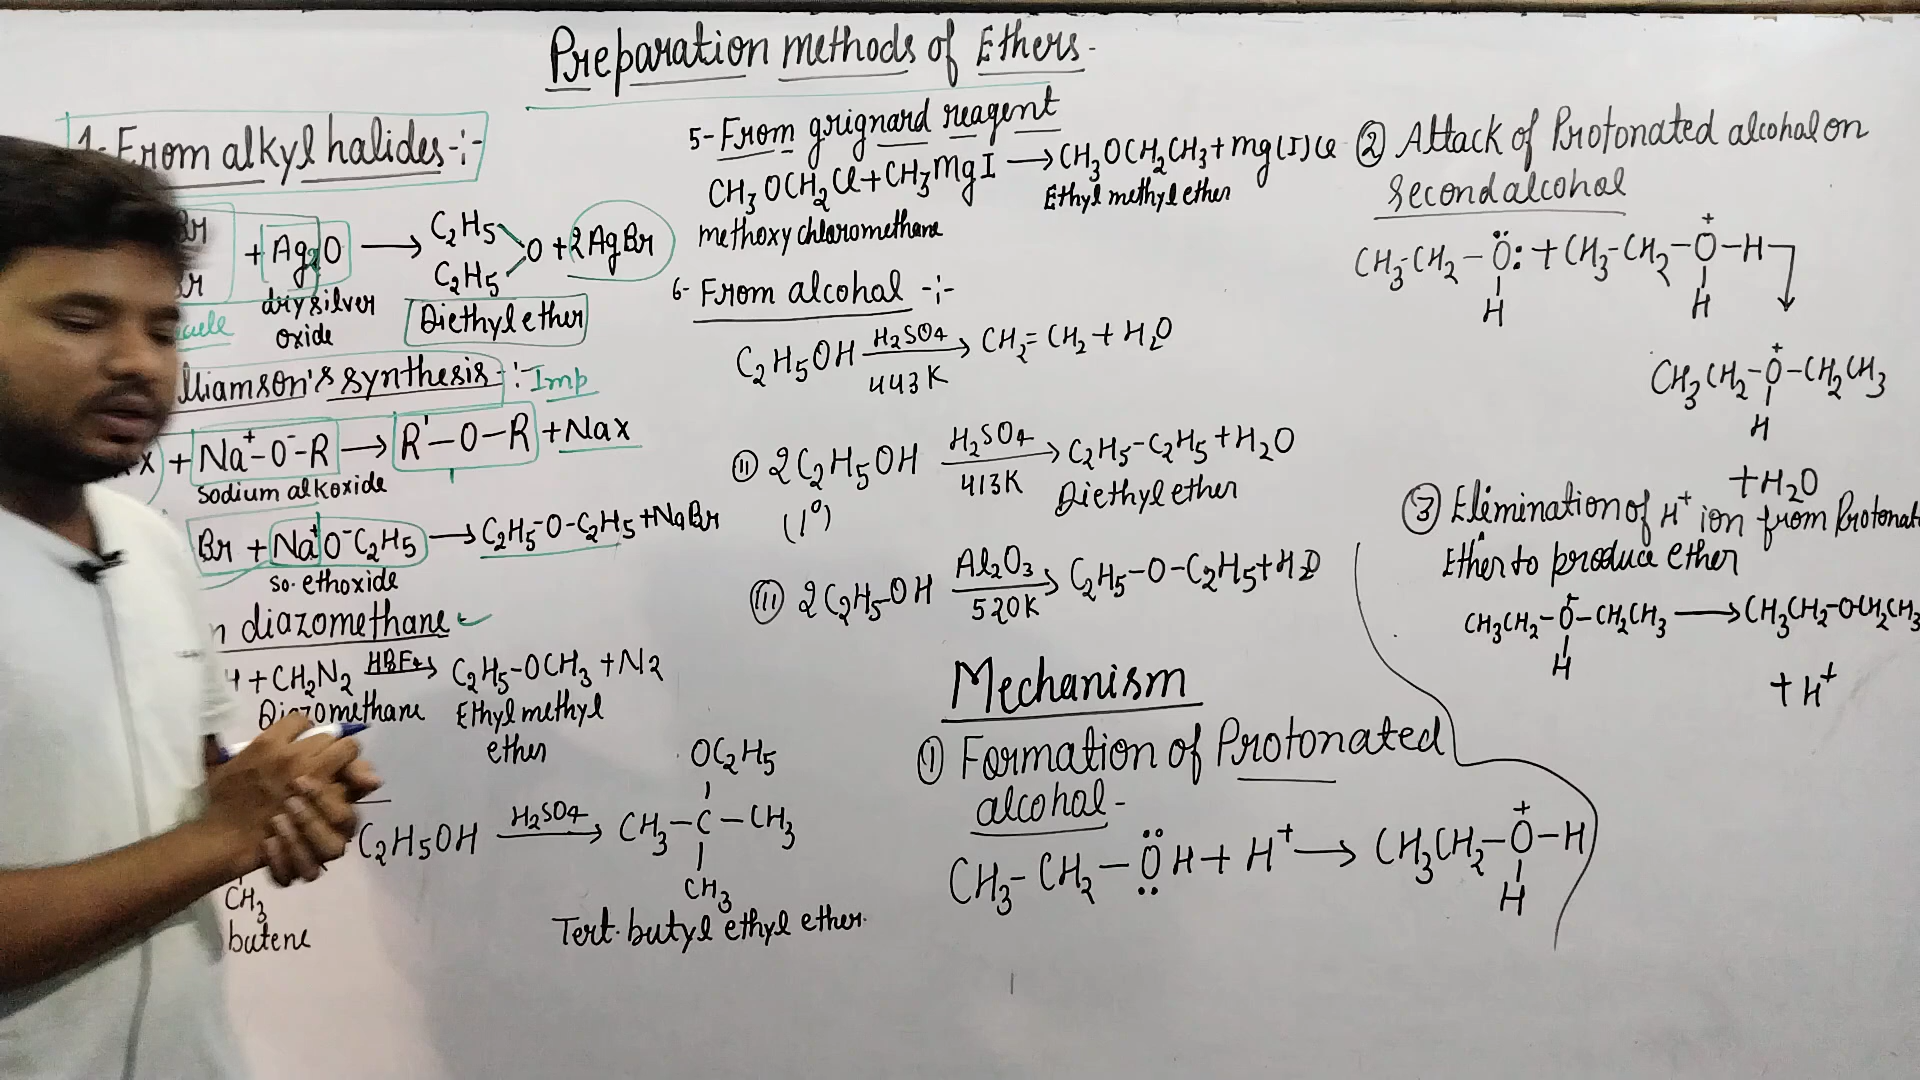 Preparation methods of Ethers-
1- From alkyl halides-:-
Br
+ Ag2O ⟶ C2H5
C2H5 O + 2AgBr
Br
dry silver
oxide
Diethyl ether
lliamson's synthesis-:- Imp
x + Na+-O--R ⟶ R'-O-R + Nax
sodium alkoxide
Br + Na+O-C2H5 ⟶ C2H5-O-C2H5 + NaBr
so. ethoxide
n diazomethane
H + CH2N2 HBF4⟶ C2H5-OCH3 + N2
Diazomethane Ethyl methyl
ether
OC2H5
C2H5OH H2SO4⟶ CH3-C-CH3
CH3
CH3
butene
Tert. butyl ethyl ether.
5- From grignard reagent
CH3OCH2Cl + CH3MgI ⟶ CH3OCH2CH3 + Mg(I)Cl
methoxy chloromethane
Ethyl methyl ether
6- From alcohal -:-
C2H5OH H2SO4⟶ CH2=CH2 + H2O
443K
(II) 2C2H5OH H2SO4⟶ C2H5-C2H5 + H2O
413K
(1°)
Diethyl ether
(III) 2C2H5-OH Al2O3⟶ C2H5-O-C2H5 + H2O
520K
Mechanism
① Formation of Protonated
alcohal-
CH3-CH2-ÖH + H+ ⟶ CH3CH2-O+-H
H
② Attack of Protonated alcohal on
second alcohal
CH3-CH2-Ö: + CH3-CH2-O+-H
H H
CH3CH2-O+-CH2CH3
H
+ H2O
③ Elimination of H+ ion from Protonat
Ether to produce ether
CH3CH2-O-CH2CH3 ⟶ CH3CH2-OCH2CH3
H
+ H+